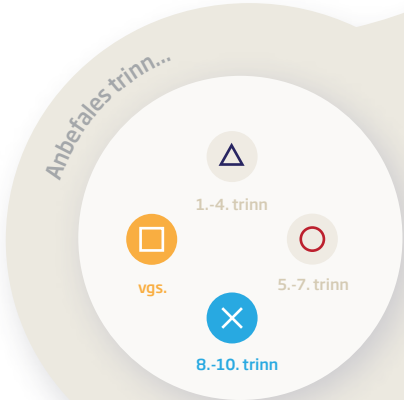 Anbefales trinn...
1.-4. trinn
vgs.
5.-7. trinn
8.-10. trinn